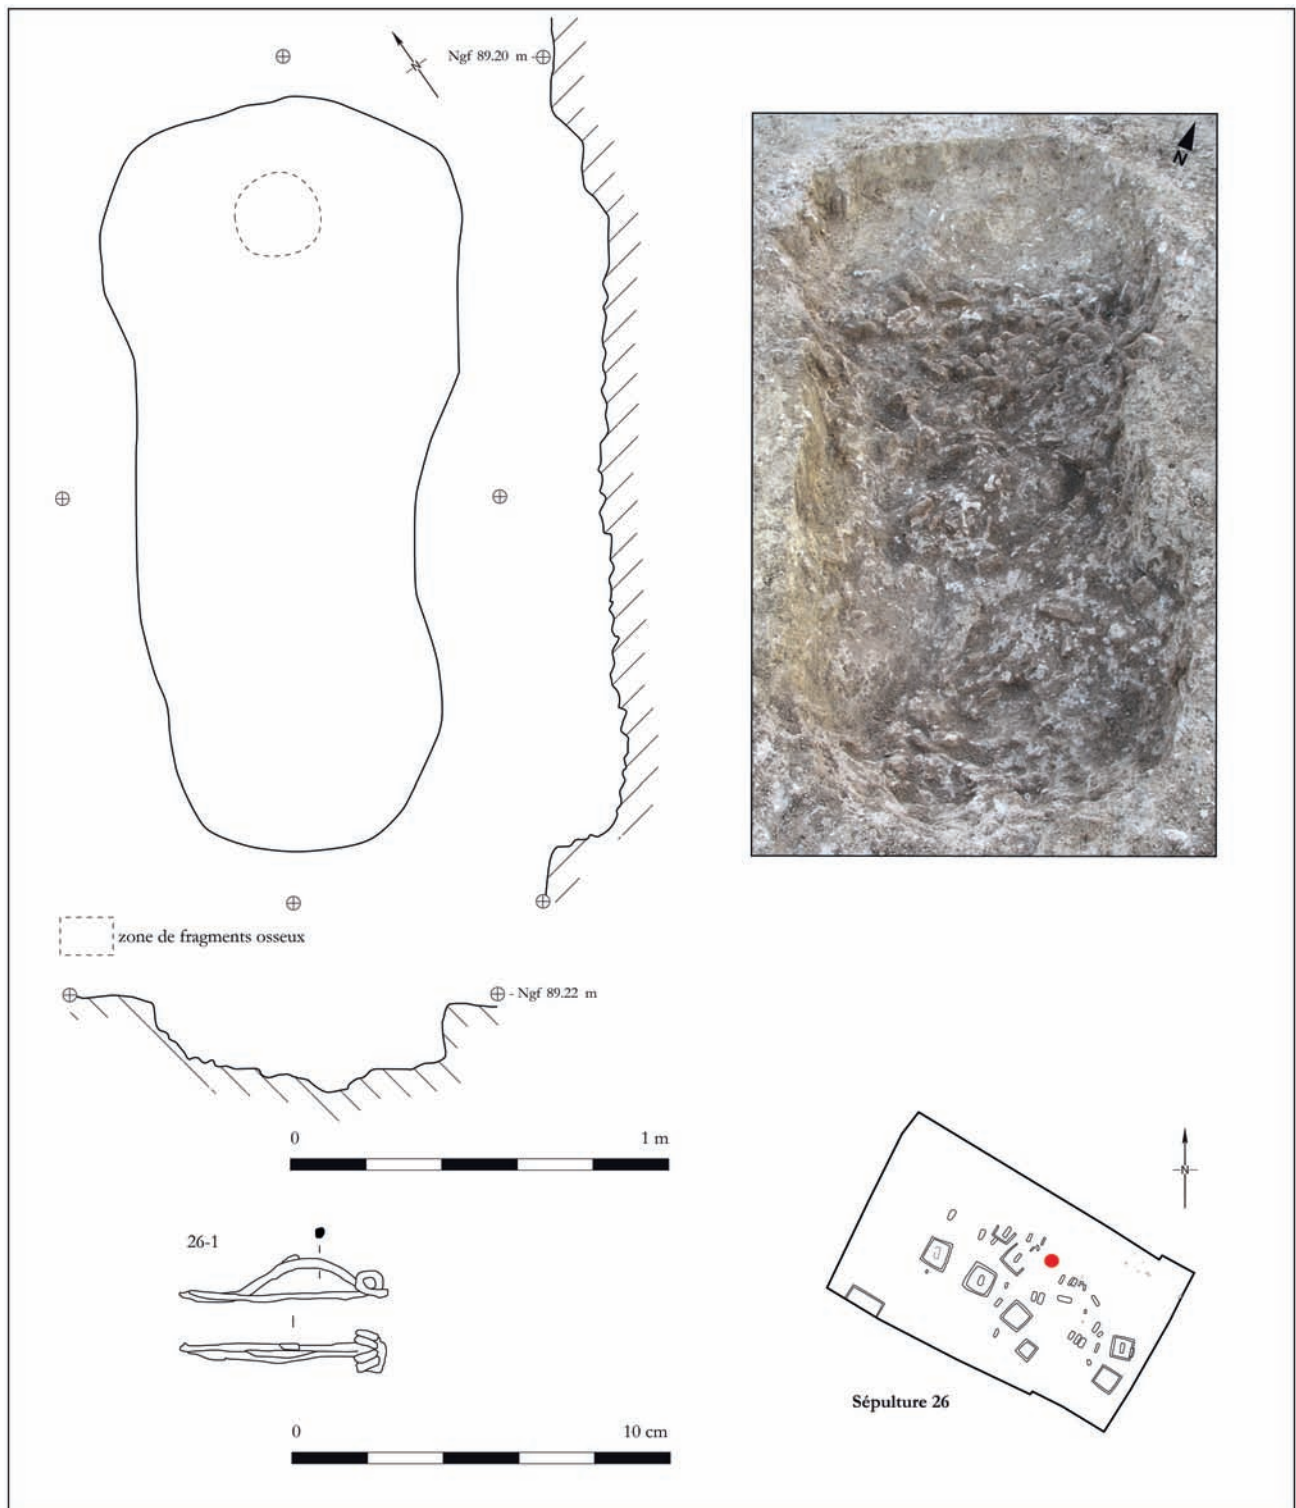 N
Ngf 89.20 m
N
zone de fragments osseux
Ngf 89.22 m
0 1 m
26-1
N
Sépulture 26
0 10 cm